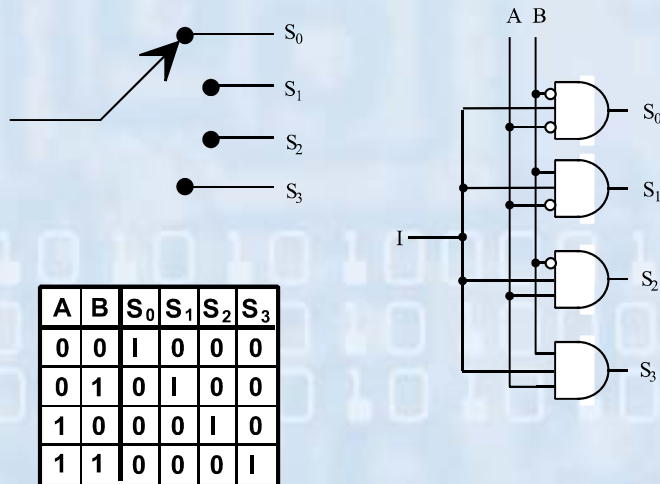 S₀
S₁
S₂
S₃
A B
S₀
S₁
I
S₂
S₃
A B S₀ S₁ S₂ S₃
0 0 I 0 0 0
0 1 0 I 0 0
1 0 0 0 I 0
1 1 0 0 0 I